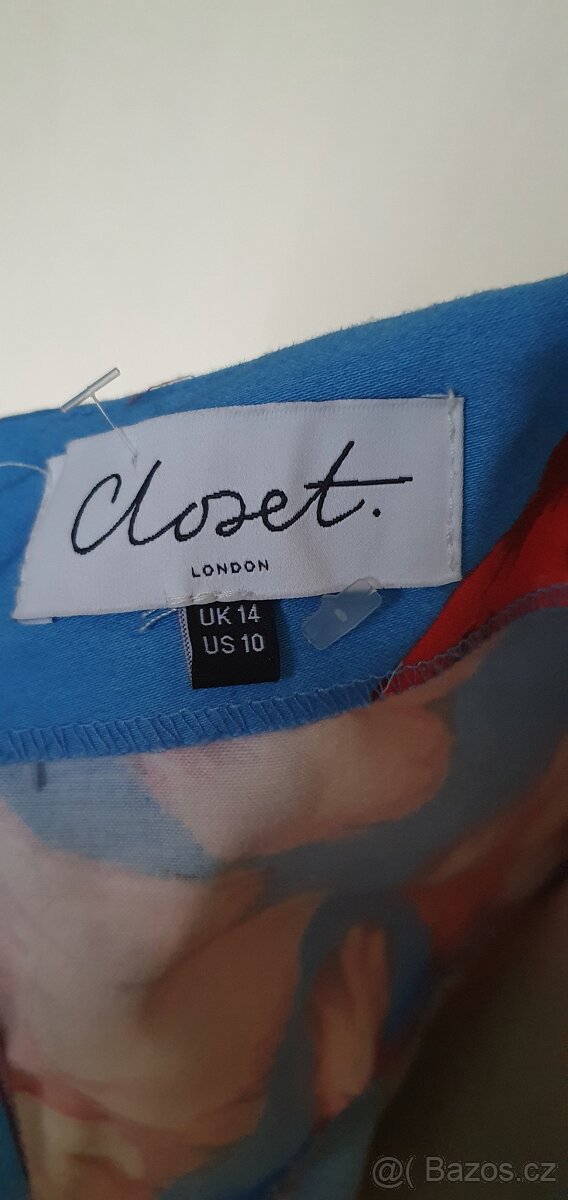 Closet.
LONDON
UK 14
US 10
@( Bazos.cz